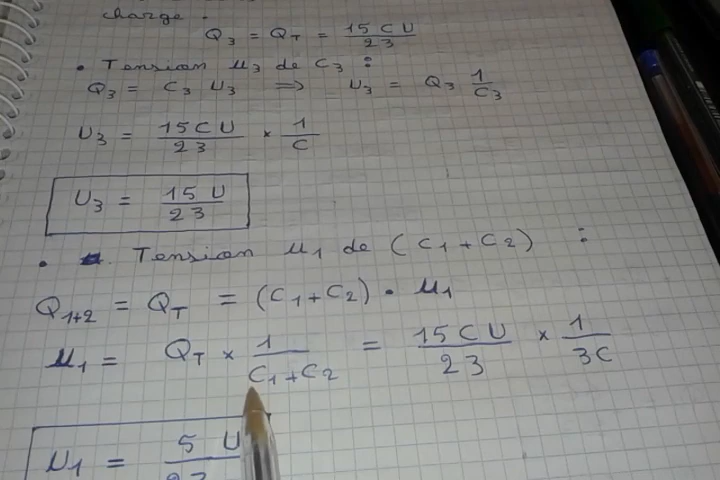 charge.
Q3 = QT = 15 C U / 23
• Tension U3 de C3 :
Q3 = C3 U3 ⟹ U3 = Q3 1/C3
U3 = 15 C U / 23 × 1/C
U3 = 15 U / 23
• Tension U1 de (C1 + C2) :
Q1+2 = QT = (C1 + C2) • U1
U1 = QT × 1/(C1 + C2) = 15 C U / 23 × 1/3C
U1 = 5 U / 23